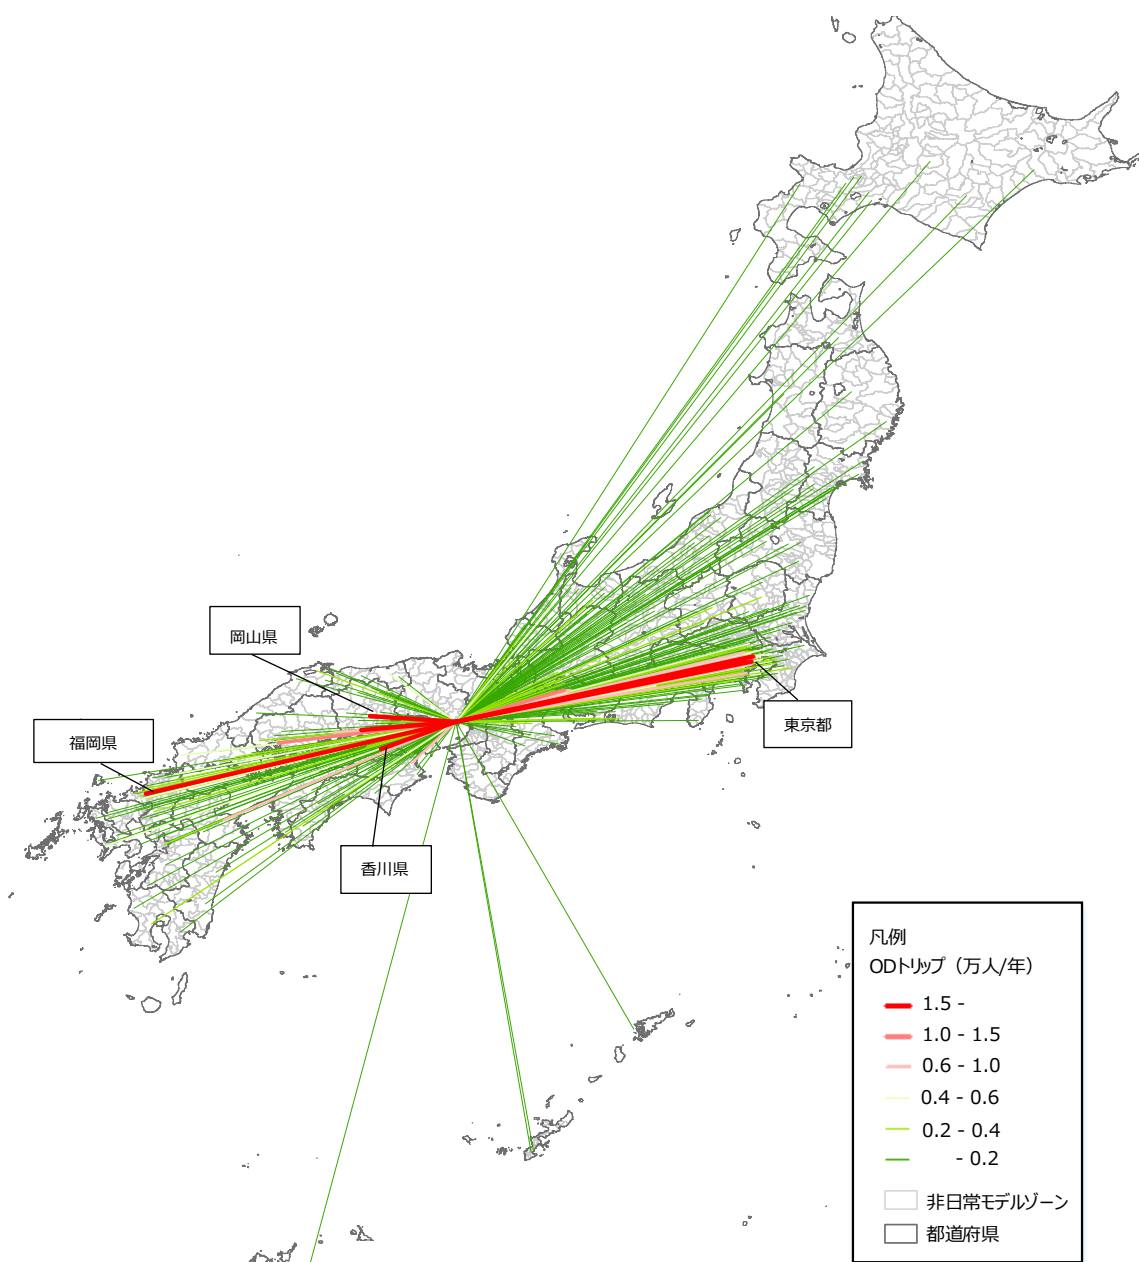 岡山県
福岡県
東京都
香川県
凡例
ODトリップ（万人/年）
1.5 -
1.0 - 1.5
0.6 - 1.0
0.4 - 0.6
0.2 - 0.4
- 0.2
非日常モデルゾーン
都道府県